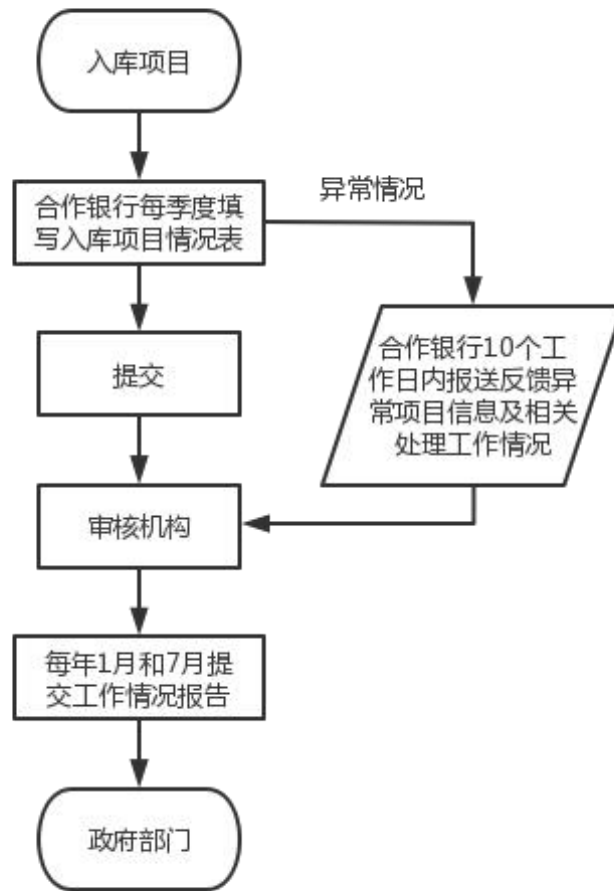 入库项目
合作银行每季度填
写入库项目情况表
异常情况
提交
合作银行10个工
作日内报送反馈异
常项目信息及相关
处理工作情况
审核机构
每年1月和7月提
交工作情况报告
政府部门